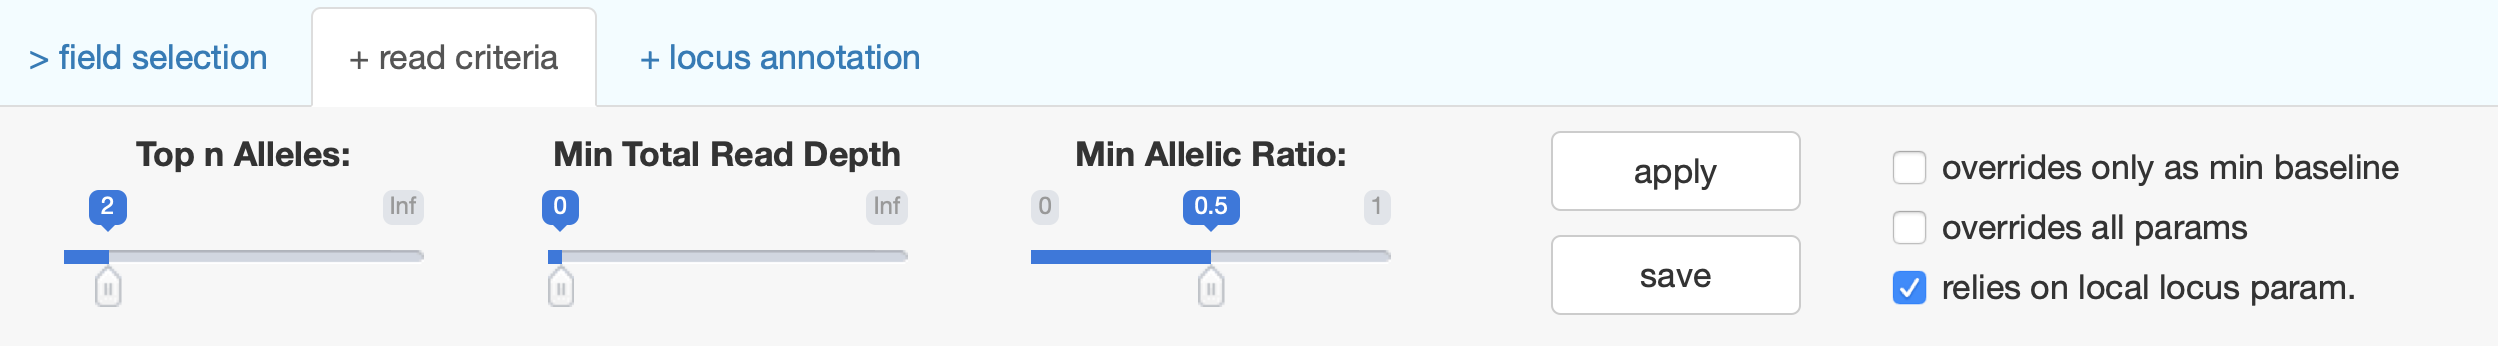 > field selection
+ read criteria
+ locus annotation
Top n Alleles:
2
Inf
Min Total Read Depth
0
Inf
Min Allelic Ratio:
0
0.5
1
apply
save
overrides only as min baseline
overrides all params
relies on local locus param.